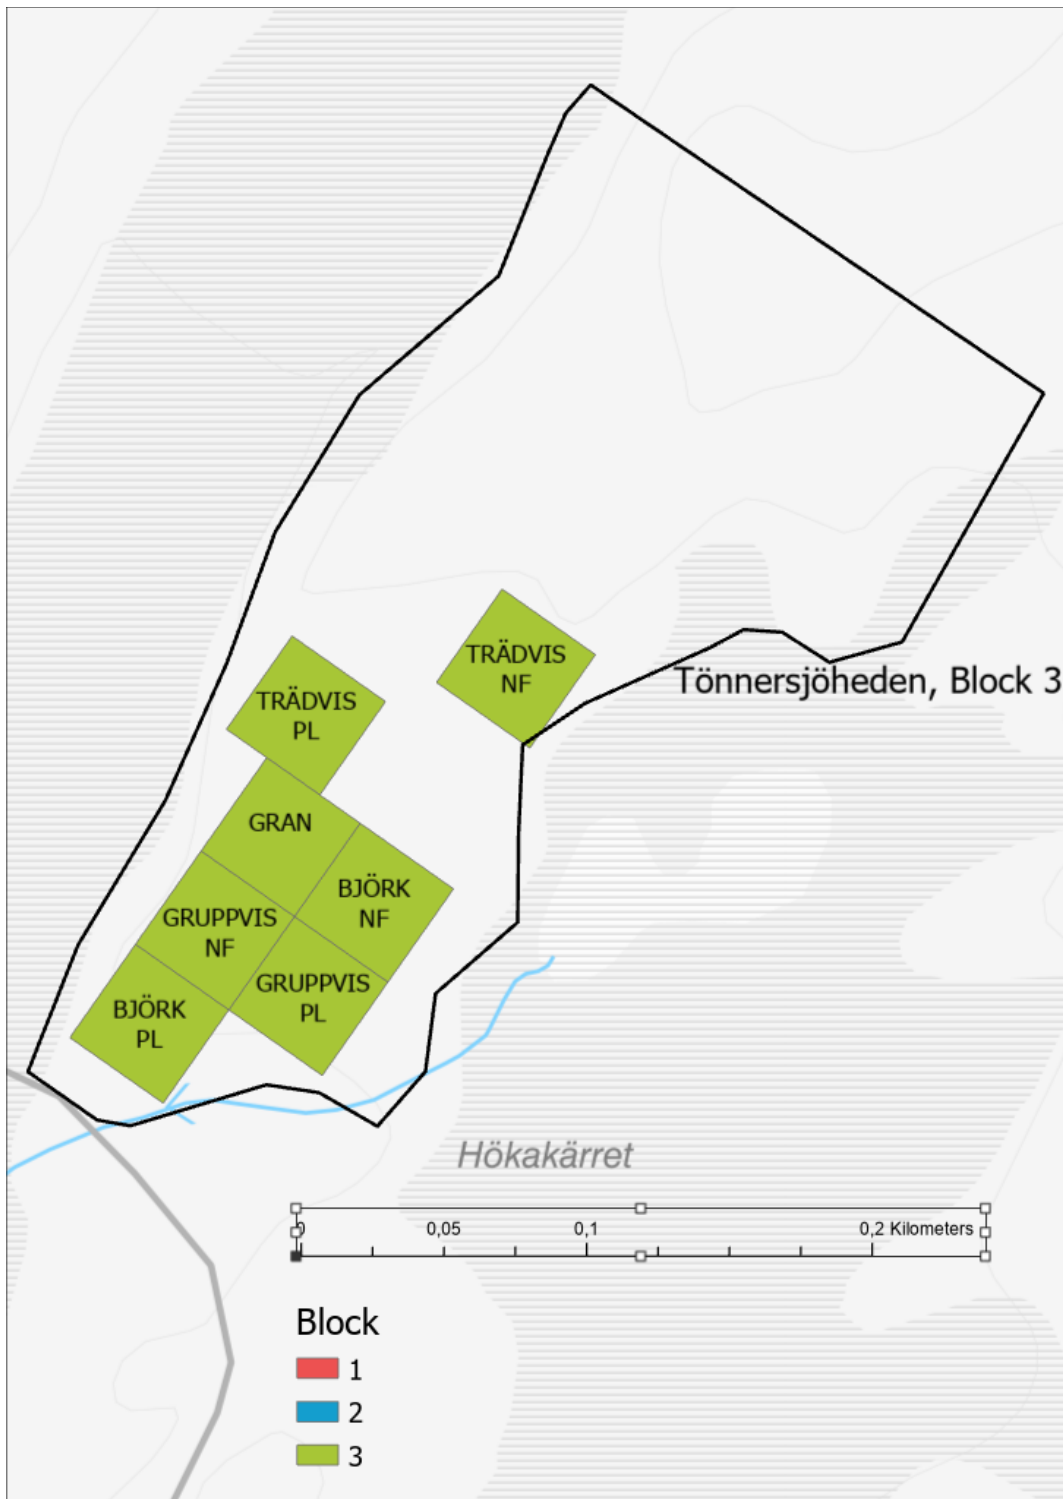 TRÄDVIS
NF
Tönnersjöheden, Block 3
TRÄDVIS
PL
GRAN
BJÖRK
NF
GRUPPVIS
NF
GRUPPVIS
PL
BJÖRK
PL
Hökakärret
0 0,05 0,1 0,2 Kilometers
Block
1
2
3